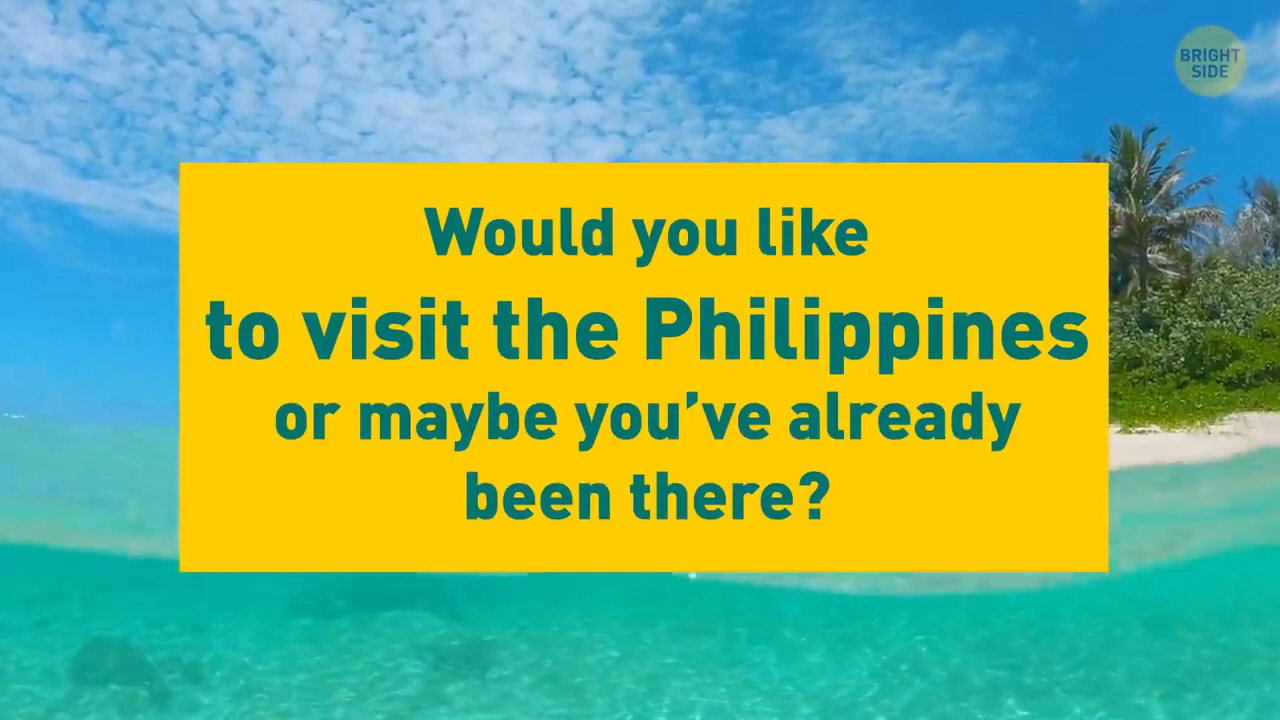 BRIGHT
SIDE
Would you like
to visit the Philippines
or maybe you've already
been there?